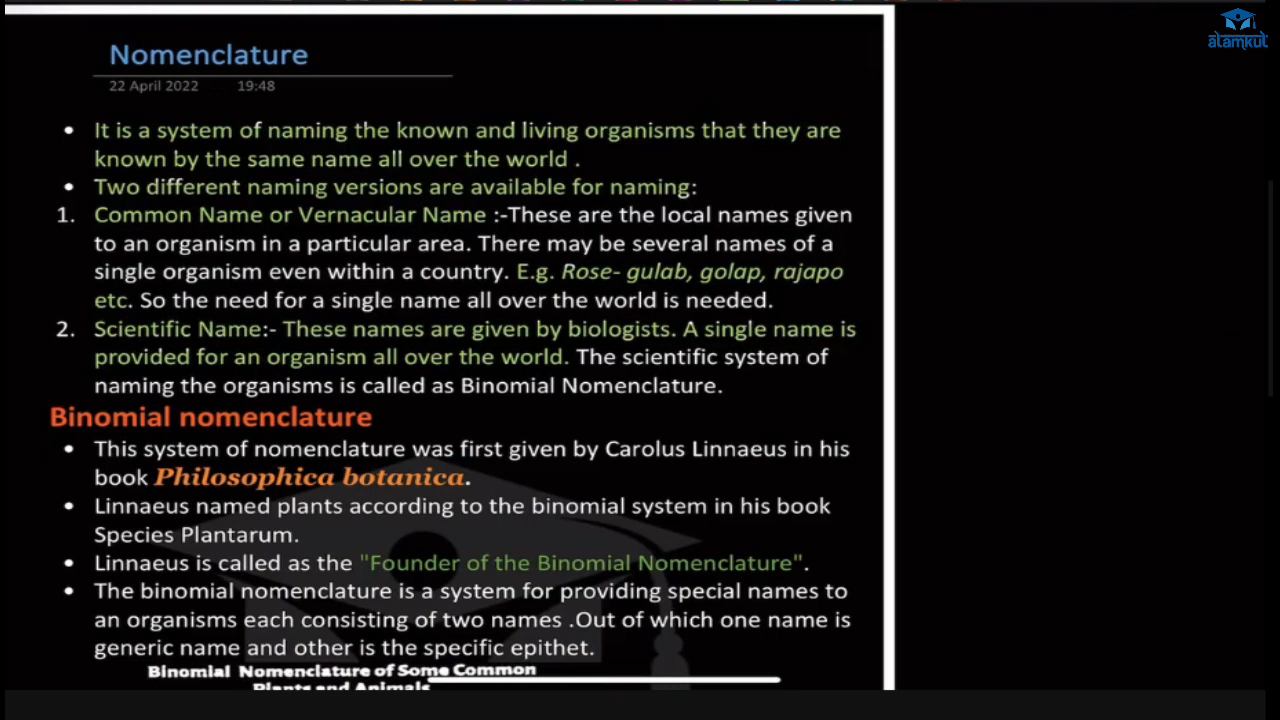 Nomenclature
22 April 2022 19:48
• It is a system of naming the known and living organisms that they are
known by the same name all over the world .
• Two different naming versions are available for naming:
1. Common Name or Vernacular Name :-These are the local names given
to an organism in a particular area. There may be several names of a
single organism even within a country. E.g. Rose- gulab, golap, rajapo
etc. So the need for a single name all over the world is needed.
2. Scientific Name:- These names are given by biologists. A single name is
provided for an organism all over the world. The scientific system of
naming the organisms is called as Binomial Nomenclature.
Binomial nomenclature
• This system of nomenclature was first given by Carolus Linnaeus in his
book Philosophica botanica.
• Linnaeus named plants according to the binomial system in his book
Species Plantarum.
• Linnaeus is called as the "Founder of the Binomial Nomenclature".
• The binomial nomenclature is a system for providing special names to
an organisms each consisting of two names .Out of which one name is
generic name and other is the specific epithet.
Binomial Nomenclature of Some Common
Plants and Animals
atamkut